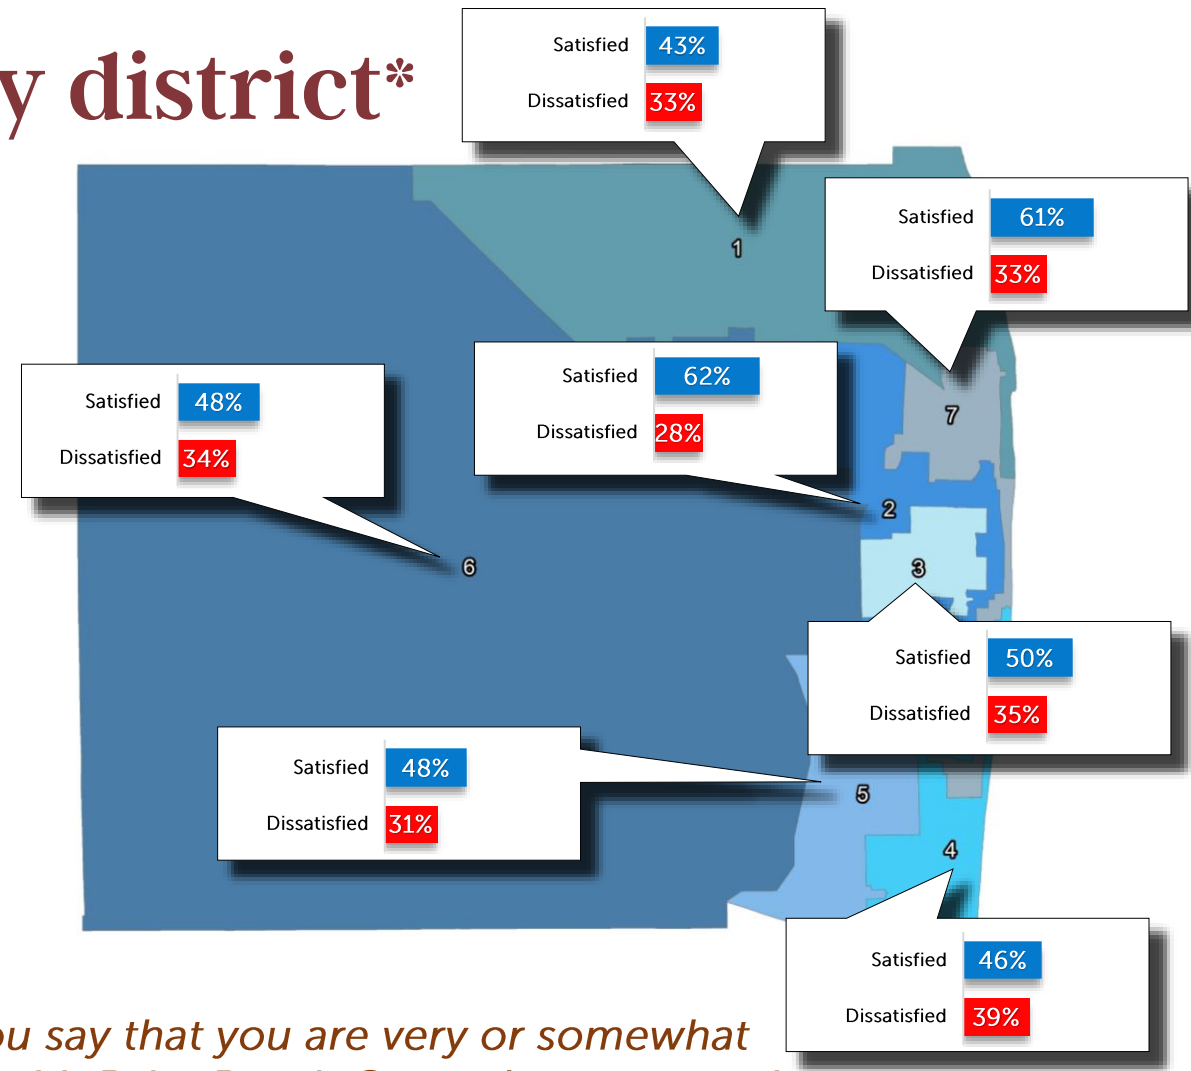 y district*
Satisfied 43%
Dissatisfied 33%
1
Satisfied 61%
Dissatisfied 33%
7
Satisfied 62%
Dissatisfied 28%
2
Satisfied 48%
Dissatisfied 34%
6
3
Satisfied 50%
Dissatisfied 35%
Satisfied 48%
Dissatisfied 31%
5
4
Satisfied 46%
Dissatisfied 39%
ou say that you are very or somewhat